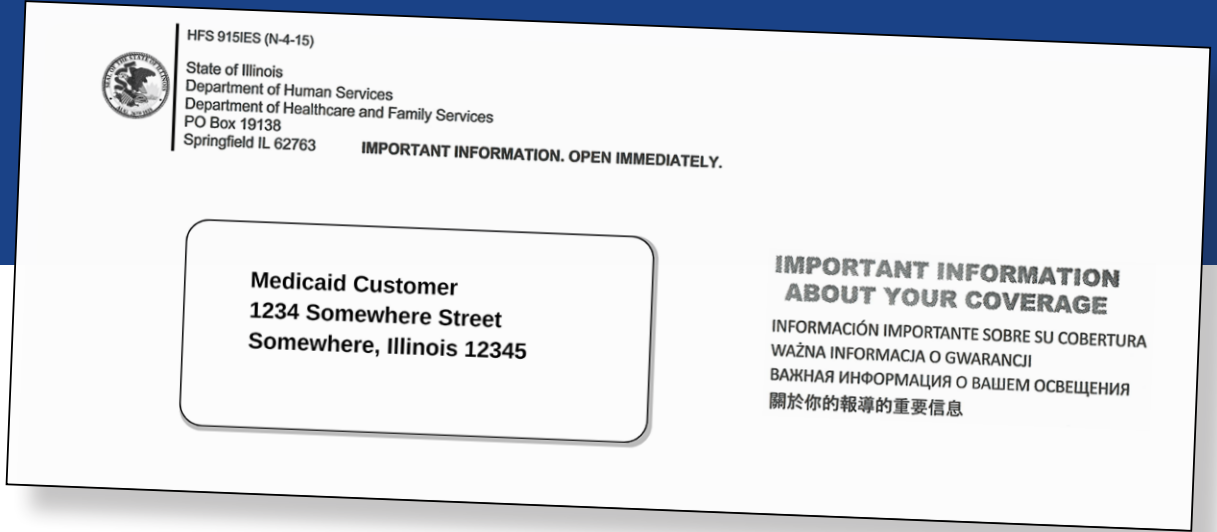 HFS 915IES (N-4-15)
State of Illinois
Department of Human Services
Department of Healthcare and Family Services
PO Box 19138
Springfield IL 62763
IMPORTANT INFORMATION. OPEN IMMEDIATELY.
Medicaid Customer
1234 Somewhere Street
Somewhere, Illinois 12345
IMPORTANT INFORMATION
ABOUT YOUR COVERAGE
INFORMACIÓN IMPORTANTE SOBRE SU COBERTURA
WAŻNA INFORMACJA O GWARANCJI
ВАЖНАЯ ИНФОРМАЦИЯ О ВАШЕМ ОСВЕЩЕНИЯ
關於你的報導的重要信息